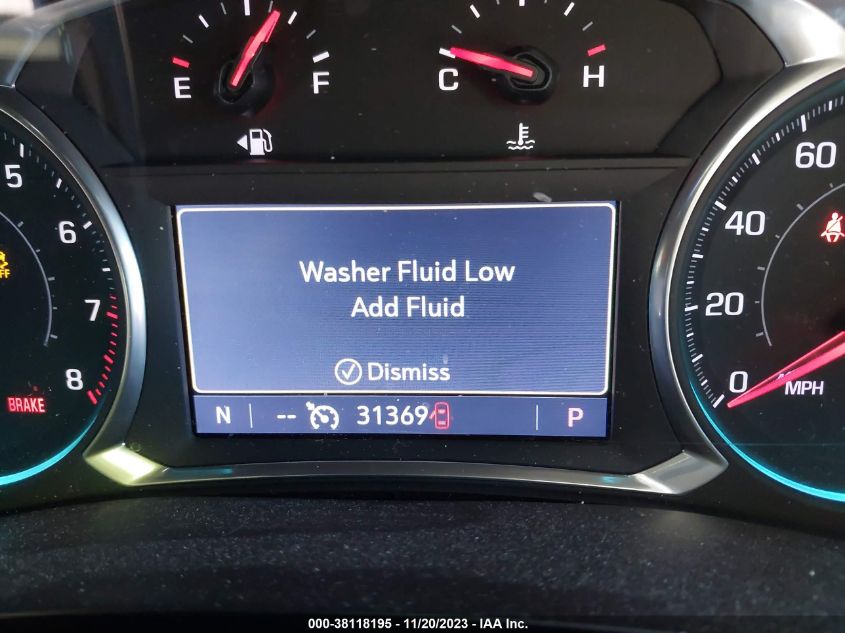 E F
C H
5
6
7
8
60
40
20
0
MPH
OFF
BRAKE
Washer Fluid Low
Add Fluid
Dismiss
N -- 31369 P
000-38118195 - 11/20/2023 - IAA Inc.